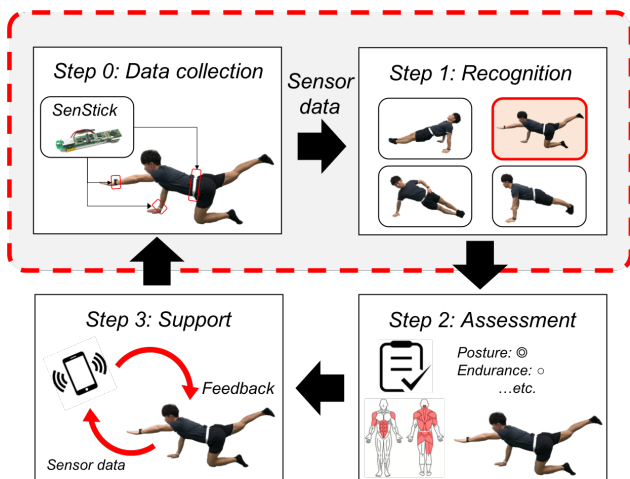 Step 0: Data collection
SenStick
Sensor
data
Step 1: Recognition
Step 2: Assessment
Posture: ◎
Endurance: ○
...etc.
Step 3: Support
Feedback
Sensor data